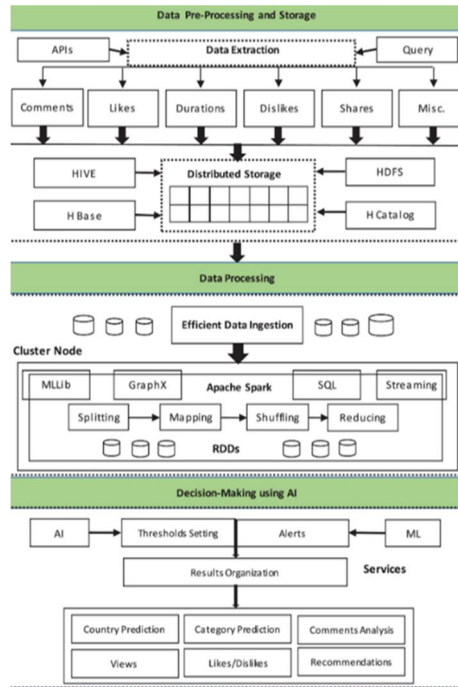 Data Pre-Processing and Storage
APIs
Data Extraction
Query
Comments
Likes
Durations
Dislikes
Shares
Misc.
HIVE
Distributed Storage
HDFS
H Base
H Catalog
Data Processing
Efficient Data Ingestion
Cluster Node
MLLib
GraphX
Apache Spark
SQL
Streaming
Splitting
Mapping
Shuffling
Reducing
RDDs
Decision-Making using AI
AI
Thresholds Setting
Alerts
ML
Results Organization
Services
Country Prediction
Category Prediction
Comments Analysis
Views
Likes/Dislikes
Recommendations